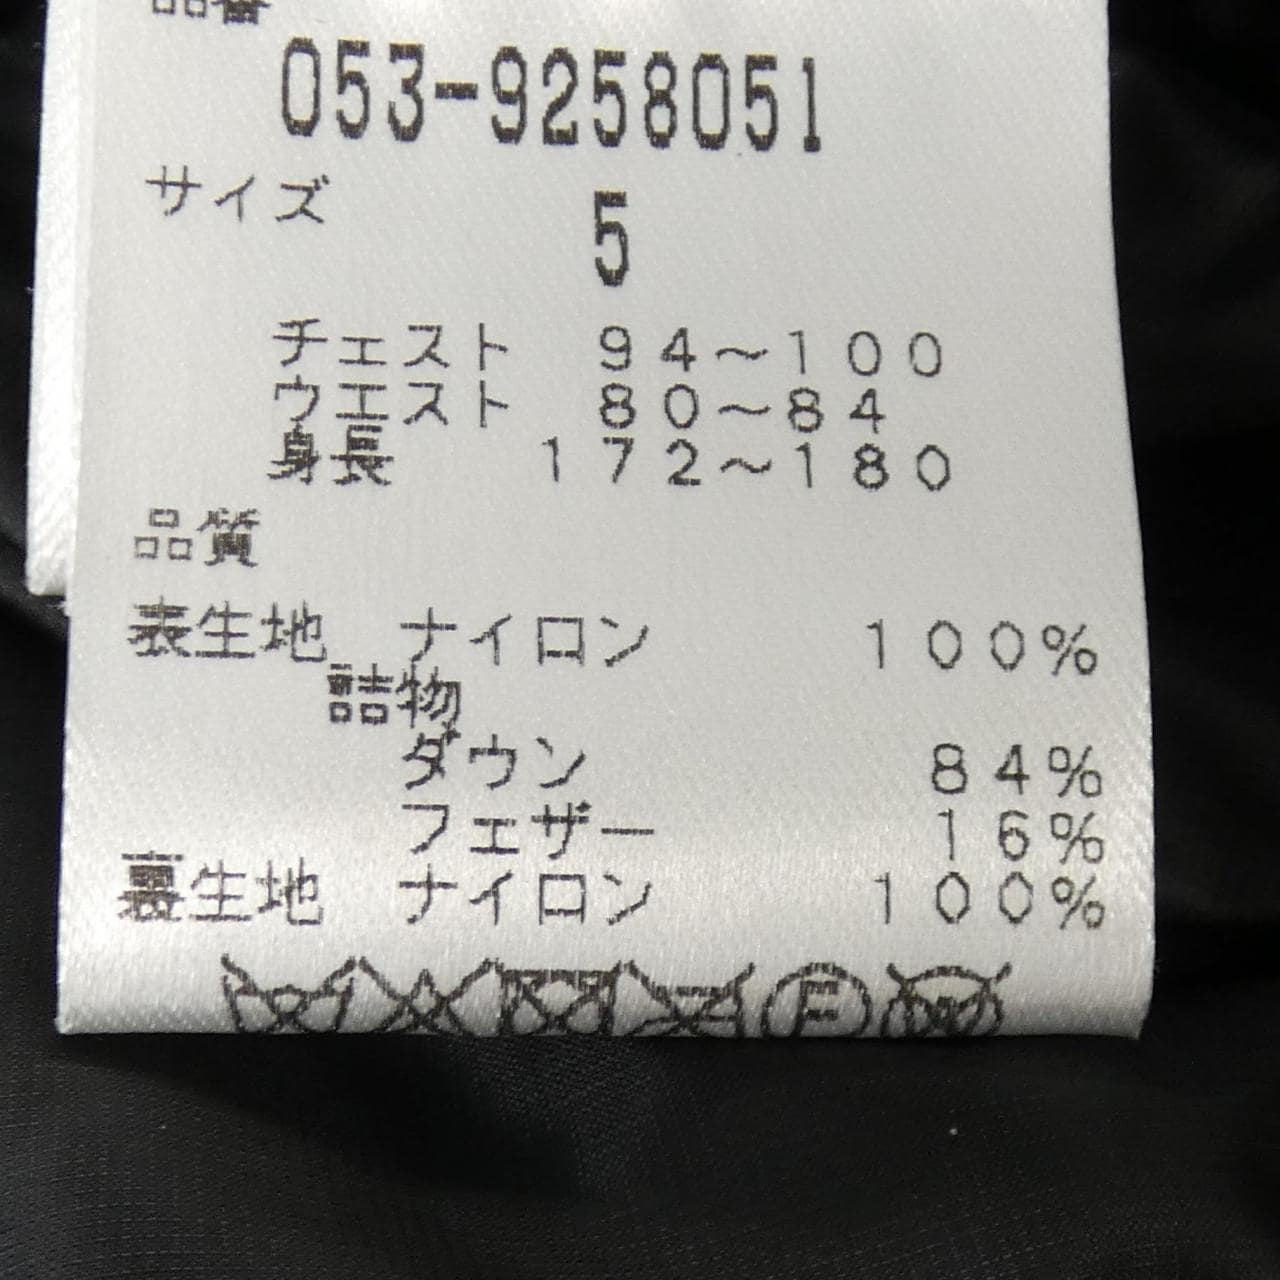 品番
053-9258051
サイズ 5
チェスト 94～100
ウエスト 80～84
身長 172～180
品質
表生地 ナイロン 100%
詰物
ダウン 84%
フェザー 16%
裏生地 ナイロン 100%
F W